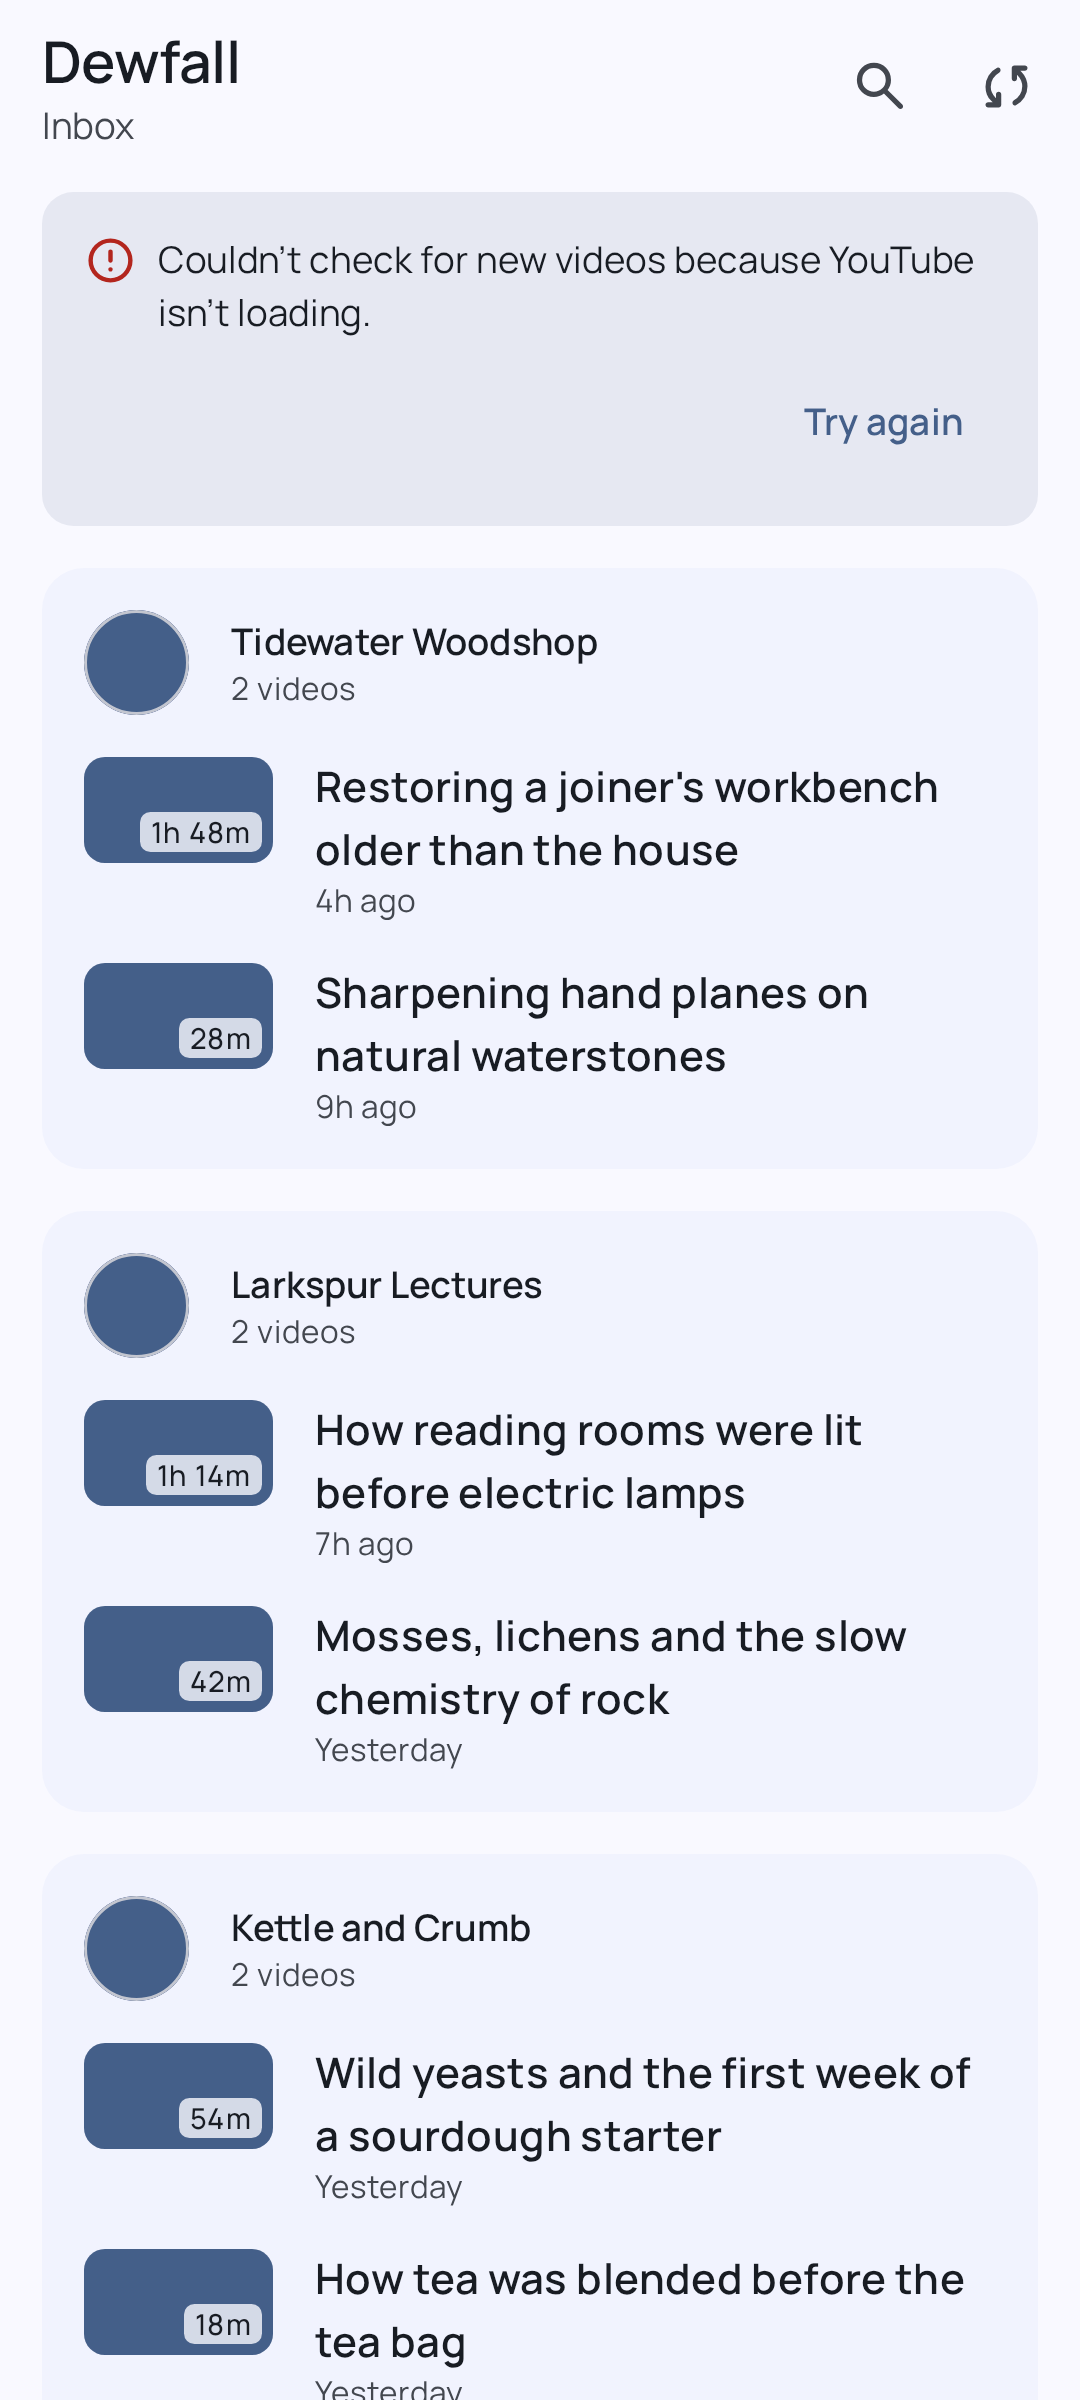 Dewfall
Inbox
Couldn’t check for new videos because YouTube
isn’t loading.
Try again
Tidewater Woodshop
2 videos
1h 48m
Restoring a joiner's workbench
older than the house
4h ago
28m
Sharpening hand planes on
natural waterstones
9h ago
Larkspur Lectures
2 videos
1h 14m
How reading rooms were lit
before electric lamps
7h ago
42m
Mosses, lichens and the slow
chemistry of rock
Yesterday
Kettle and Crumb
2 videos
54m
Wild yeasts and the first week of
a sourdough starter
Yesterday
18m
How tea was blended before the
tea bag
Yesterday